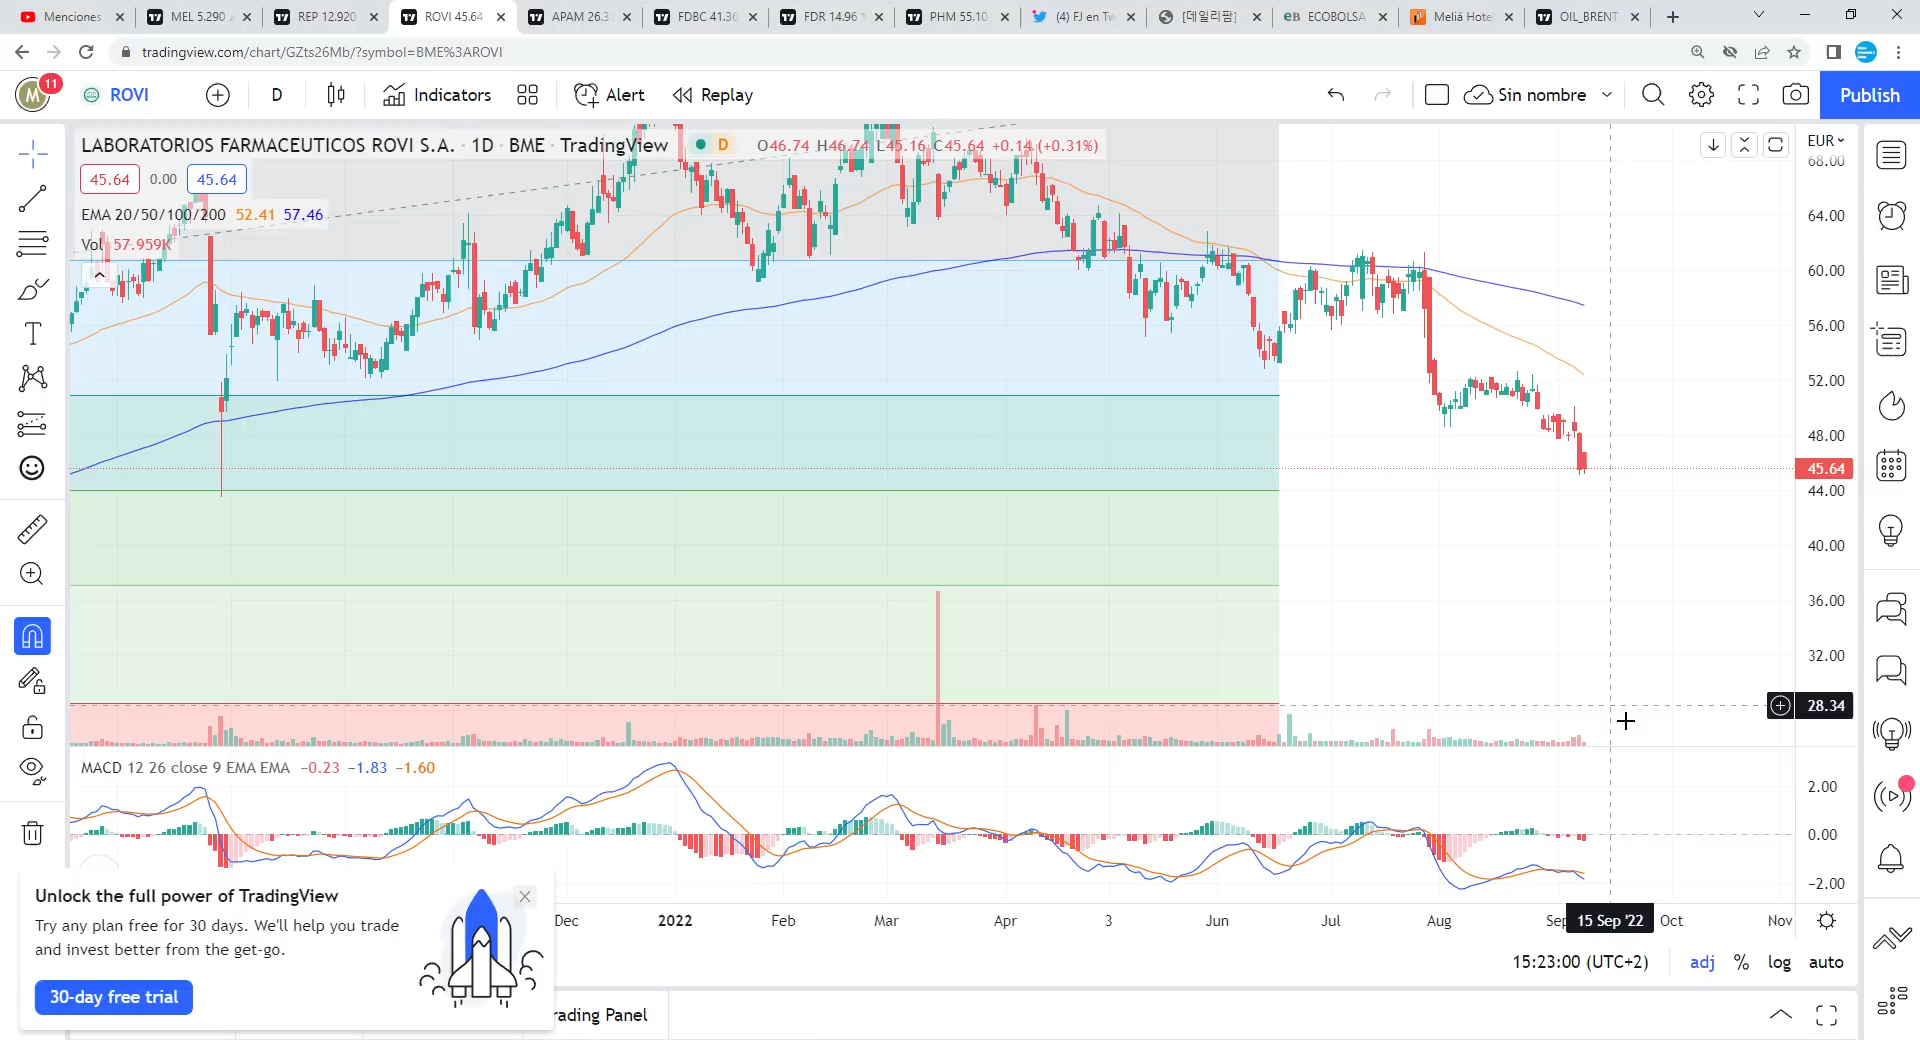 Menciones
MEL 5.290
REP 12.920
ROVI 45.64
APAM 26.3
FDBC 41.36
FDR 14.96
PHM 55.10
(4) FJ en Tw
[데일리팜]
ECOBOLSA
Meliá Hote
OIL_BRENT
tradingview.com/chart/GZts26Mb/?symbol=BME%3AROVI
M
11
ROVI
D
Indicators
Alert
Replay
Sin nombre
Publish
LABORATORIOS FARMACEUTICOS ROVI S.A. · 1D · BME · TradingView
D
O46.74 H46.74 L45.16 C45.64 +0.14 (+0.31%)
EUR
45.64
0.00
45.64
EMA 20/50/100/200 52.41 57.46
Vol 57.959K
68.00
64.00
60.00
56.00
52.00
48.00
45.64
44.00
40.00
36.00
32.00
28.34
MACD 12 26 close 9 EMA EMA −0.23 −1.83 −1.60
2.00
0.00
−2.00
Dec
2022
Feb
Mar
Apr
3
Jun
Jul
Aug
Sep
15 Sep '22
Oct
Nov
Unlock the full power of TradingView
Try any plan free for 30 days. We'll help you trade
and invest better from the get-go.
30-day free trial
15:23:00 (UTC+2)
adj
%
log
auto
rading Panel